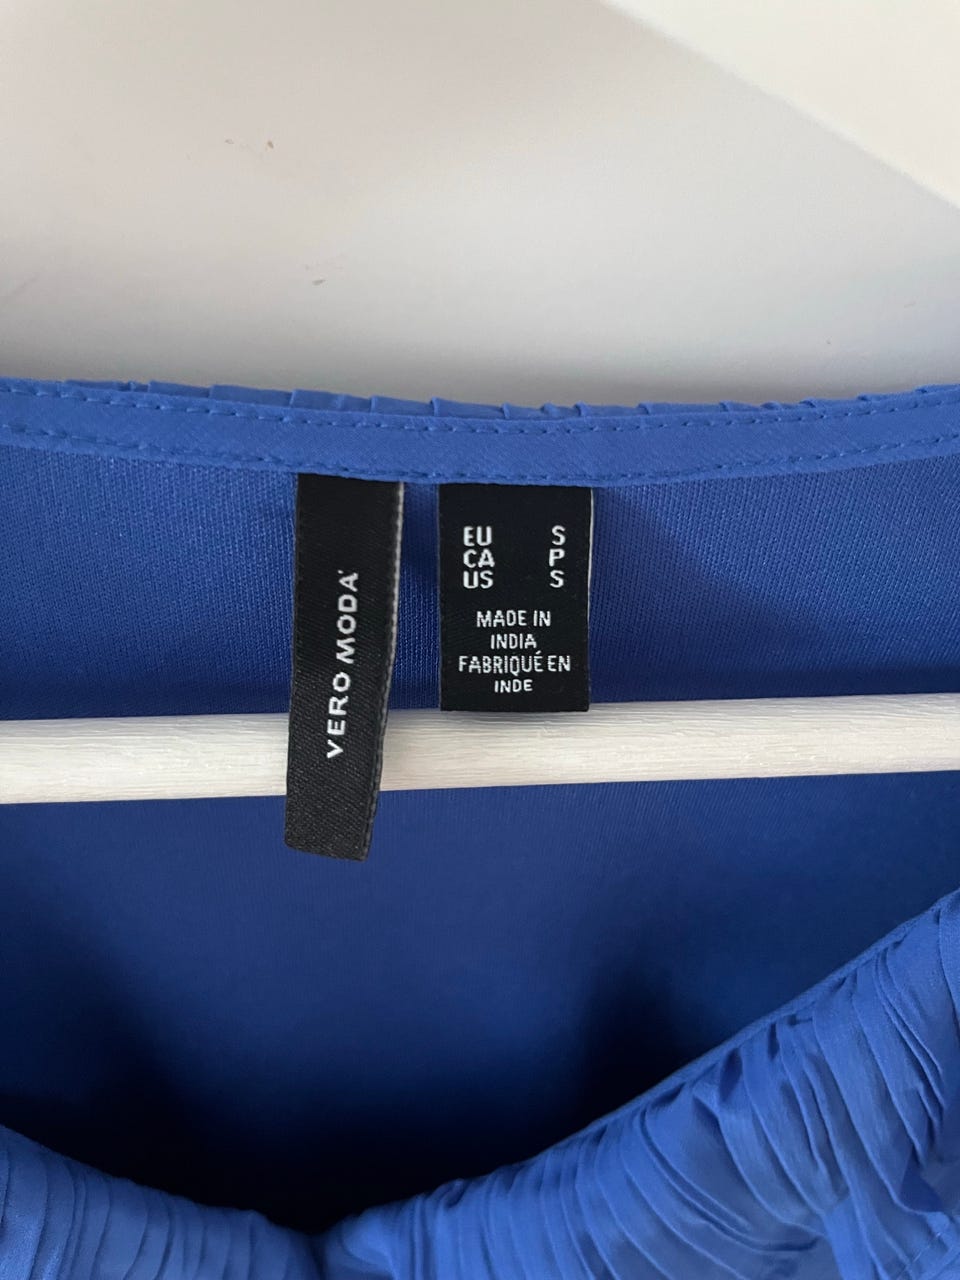 VERO MODA
EU S
CA P
US S
MADE IN
INDIA
FABRIQUÉ EN
INDE